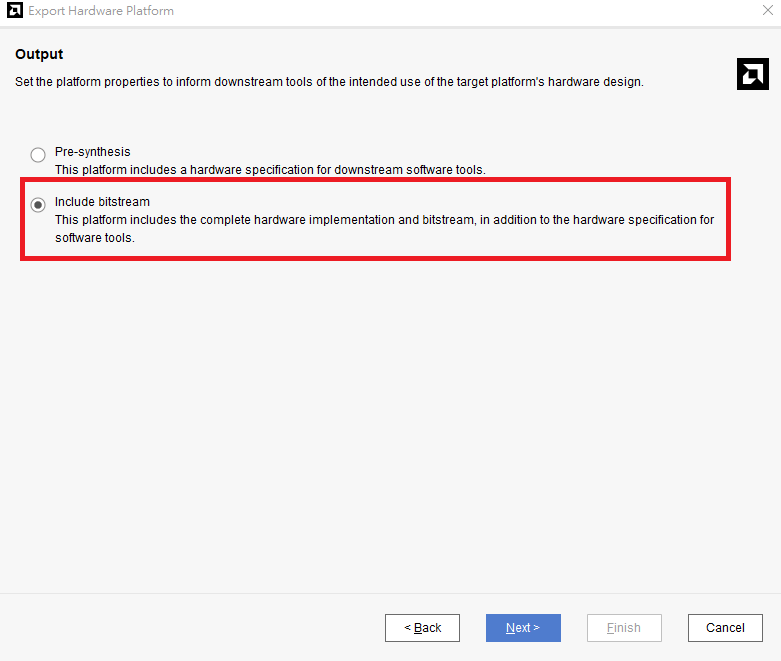 Export Hardware Platform
Output
Set the platform properties to inform downstream tools of the intended use of the target platform's hardware design.
Pre-synthesis
This platform includes a hardware specification for downstream software tools.
Include bitstream
This platform includes the complete hardware implementation and bitstream, in addition to the hardware specification for
software tools.
< Back
Next >
Finish
Cancel